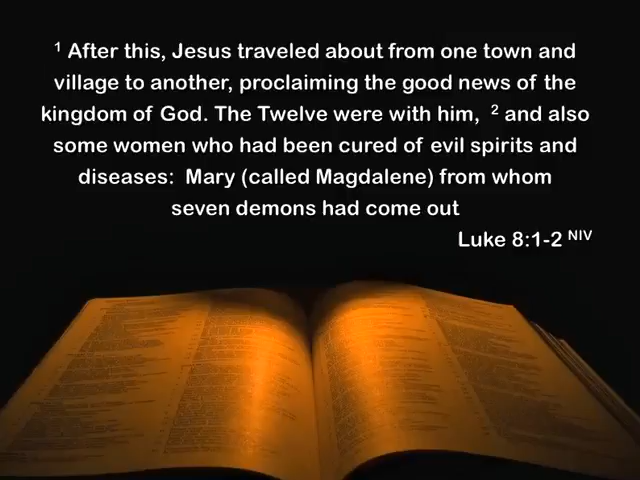 ¹ After this, Jesus traveled about from one town and
village to another, proclaiming the good news of the
kingdom of God. The Twelve were with him, ² and also
some women who had been cured of evil spirits and
diseases: Mary (called Magdalene) from whom
seven demons had come out
Luke 8:1-2 NIV